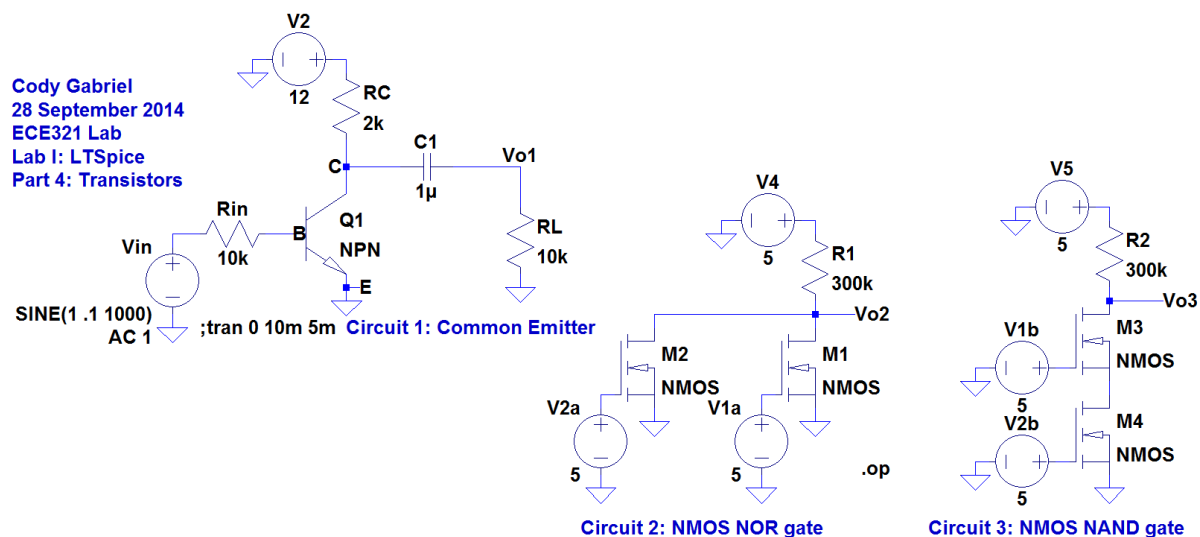 Cody Gabriel
28 September 2014
ECE321 Lab
Lab I: LTSpice
Part 4: Transistors
V2
12
RC
2k
C
C1
1µ
Vo1
RL
10k
Rin
10k
B
Q1
NPN
E
Vin
SINE(1 .1 1000)
AC 1
;tran 0 10m 5m
Circuit 1: Common Emitter
V4
5
R1
300k
Vo2
M2
NMOS
M1
NMOS
V2a
5
V1a
5
.op
Circuit 2: NMOS NOR gate
V5
5
R2
300k
Vo3
V1b
5
M3
NMOS
V2b
5
M4
NMOS
Circuit 3: NMOS NAND gate